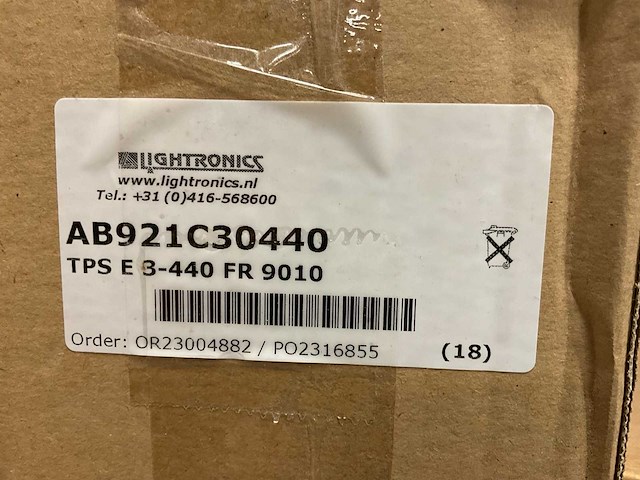 LIGHTRONICS
www.lightronics.nl
Tel.: +31 (0)416-568600
AB921C30440
TPS E 3-440 FR 9010
Order: OR23004882 / PO2316855 (18)